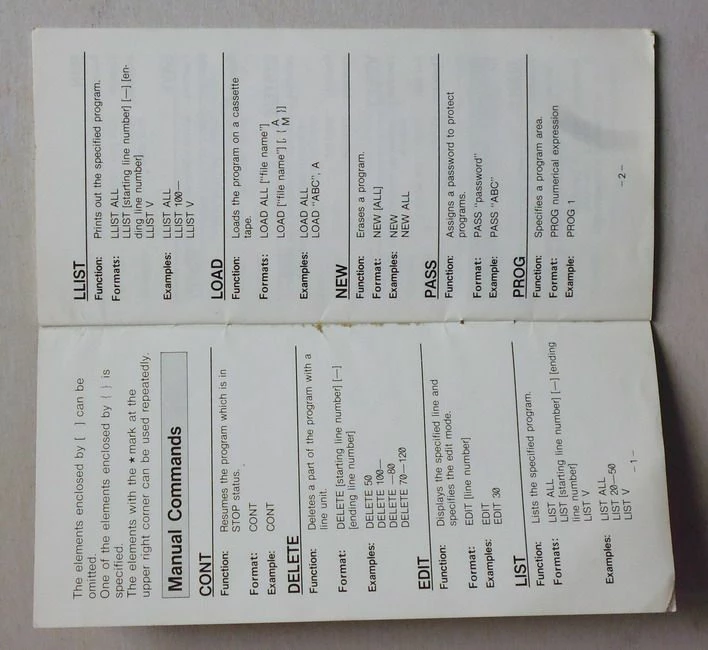 The elements enclosed by [ ] can be
omitted.
One of the elements enclosed by { } is
specified.
The elements with the ★ mark at the
upper right corner can be used repeatedly.
Manual Commands
CONT
Function: Resumes the program which is in
STOP status.
Format: CONT
Example: CONT
DELETE
Function: Deletes a part of the program with a
line unit.
Format: DELETE [starting line number] [—]
[ending line number]
Examples: DELETE 50
DELETE 100—
DELETE —80
DELETE 70—120
EDIT
Function: Displays the specified line and
specifies the edit mode.
Format: EDIT [line number]
Examples: EDIT
EDIT 30
LIST
Function: Lists the specified program.
Formats: LIST ALL
LIST [starting line number] [—] [ending
line number]
LIST V
Examples: LIST ALL
LIST 20—50
LIST V
– 1 –
LLIST
Function: Prints out the specified program.
Formats: LLIST ALL
LLIST [starting line number] [—] [en-
ding line number]
LLIST V
Examples: LLIST ALL
LLIST 100—
LLIST V
LOAD
Function: Loads the program on a cassette
tape.
Formats: LOAD ALL ["file name"]
LOAD ["file name"] [, { A
M }]
Examples: LOAD ALL
LOAD "ABC", A
NEW
Function: Erases a program.
Format: NEW [ALL]
Examples: NEW
NEW ALL
PASS
Function: Assigns a password to protect
programs.
Format: PASS "password"
Example: PASS "ABC"
PROG
Function: Specifies a program area.
Format: PROG numerical expression
Example: PROG 1
– 2 –